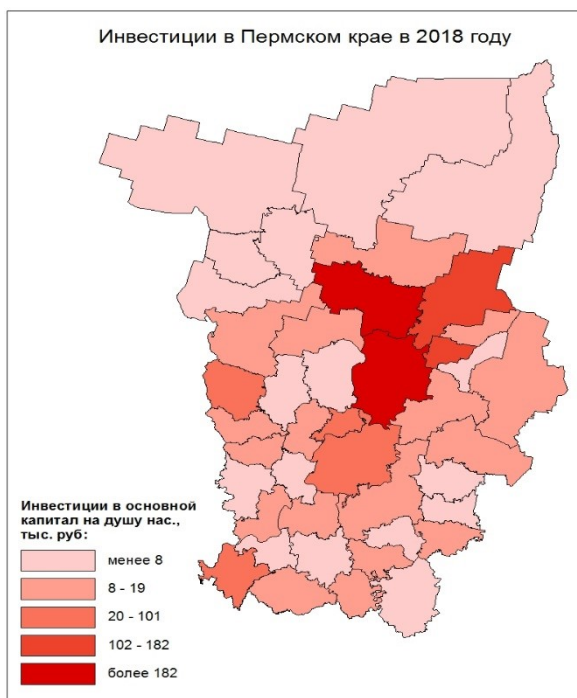 Инвестиции в Пермском крае в 2018 году
Инвестиции в основной
капитал на душу нас.,
тыс. руб:
менее 8
8 - 19
20 - 101
102 - 182
более 182